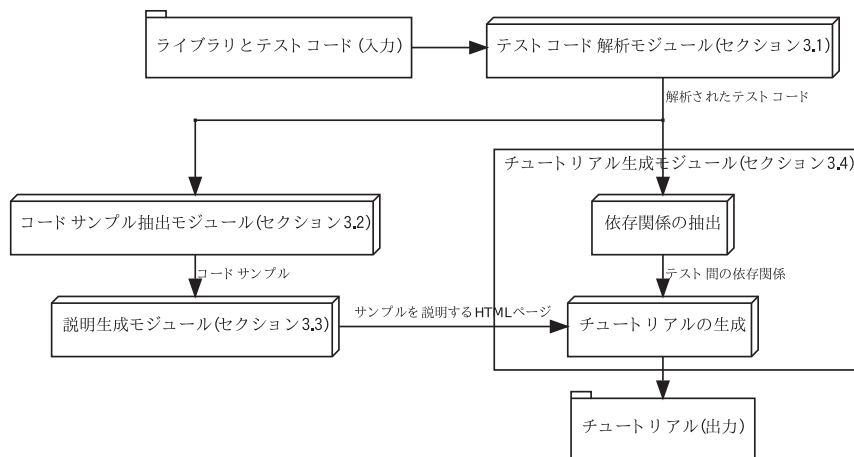 ライブラリとテストコード(入力)
テストコード解析モジュール(セクション3.1)
解析されたテストコード
チュートリアル生成モジュール(セクション3.4)
コードサンプル抽出モジュール(セクション3.2)
依存関係の抽出
コードサンプル
テスト間の依存関係
説明生成モジュール(セクション3.3)
サンプルを説明するHTMLページ
チュートリアルの生成
チュートリアル(出力)